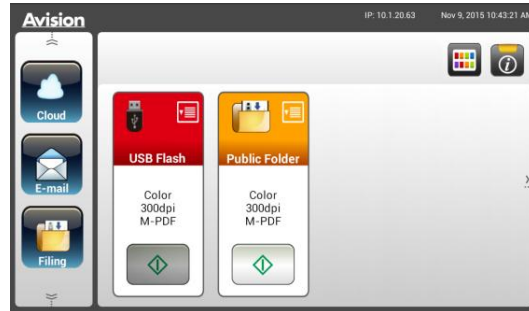 Avision
IP: 10.1.20.63
Nov 9, 2015 10:43:21 AM
Cloud
E-mail
Filing
USB Flash
Color
300dpi
M-PDF
Public Folder
Color
300dpi
M-PDF